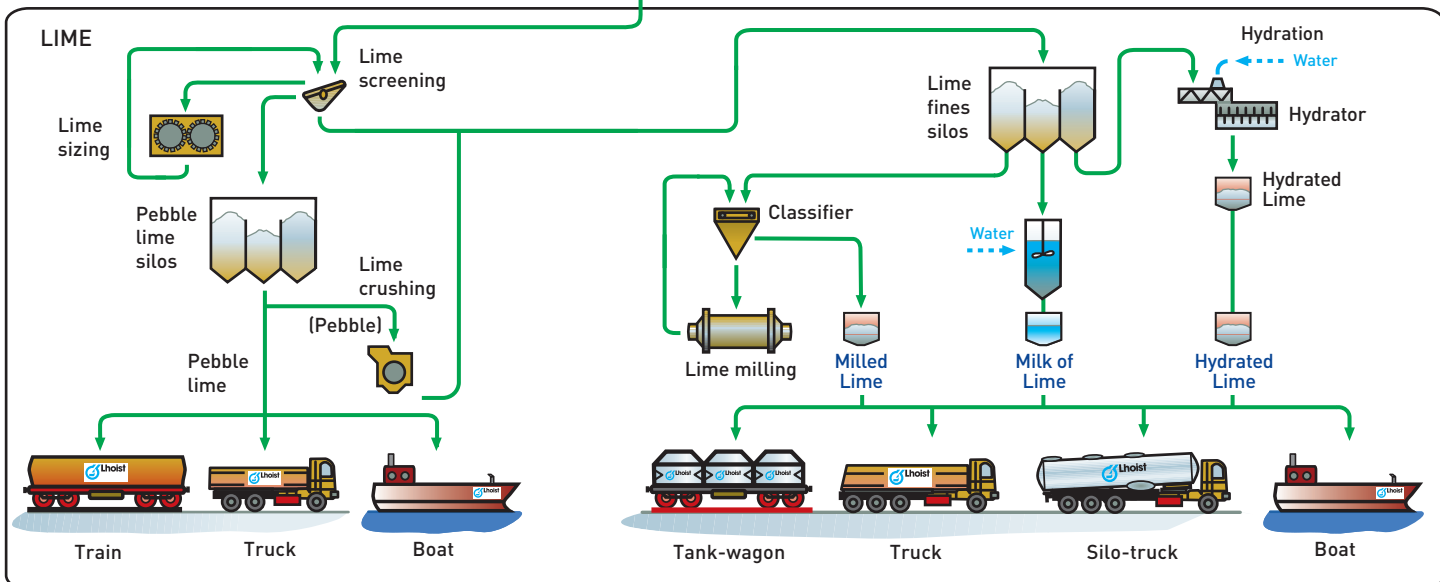 LIME
Lime
screening
Lime
sizing
Pebble
lime
silos
Lime
crushing
(Pebble)
Pebble
lime
Lhoist
Lhoist
Lhoist
Train
Truck
Boat
Lime
fines
silos
Hydration
Water
Hydrator
Hydrated
Lime
Classifier
Water
Lime milling
Milled
Lime
Milk of
Lime
Hydrated
Lime
Lhoist
Lhoist
Lhoist
Lhoist
Lhoist
Lhoist
Tank-wagon
Truck
Silo-truck
Boat